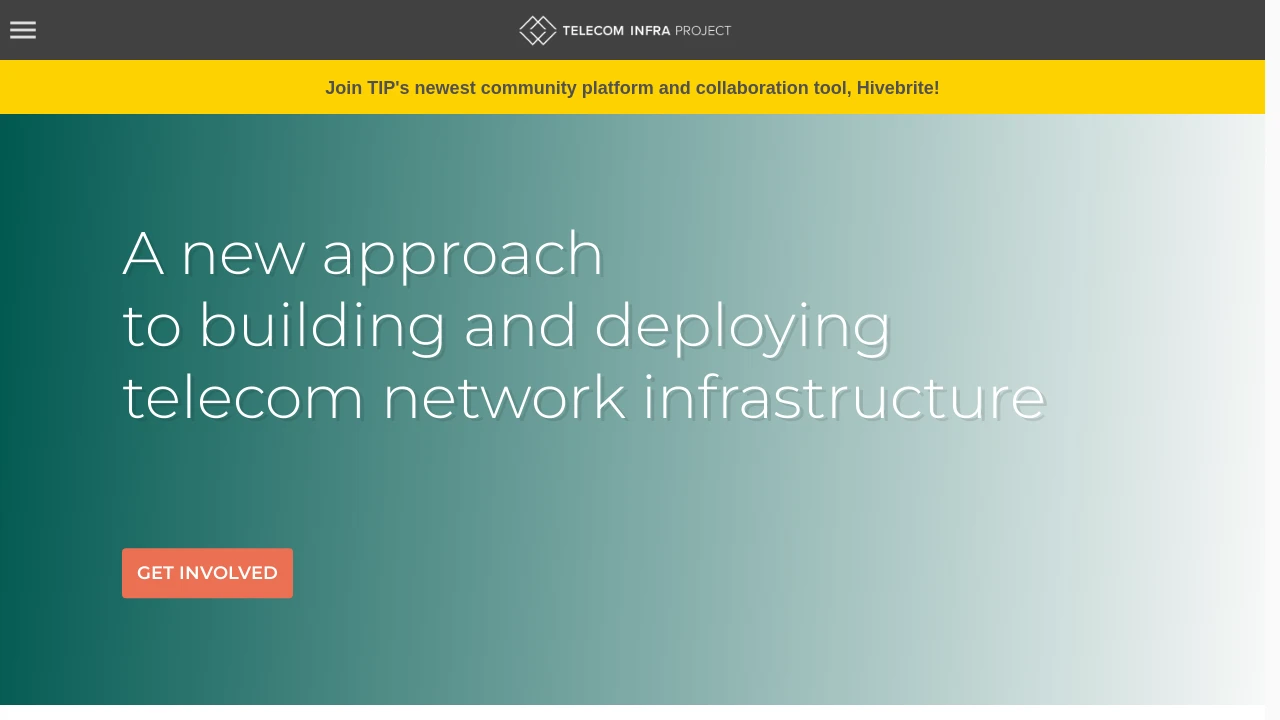 TELECOM INFRA PROJECT
Join TIP's newest community platform and collaboration tool, Hivebrite!
A new approach
to building and deploying
telecom network infrastructure
GET INVOLVED